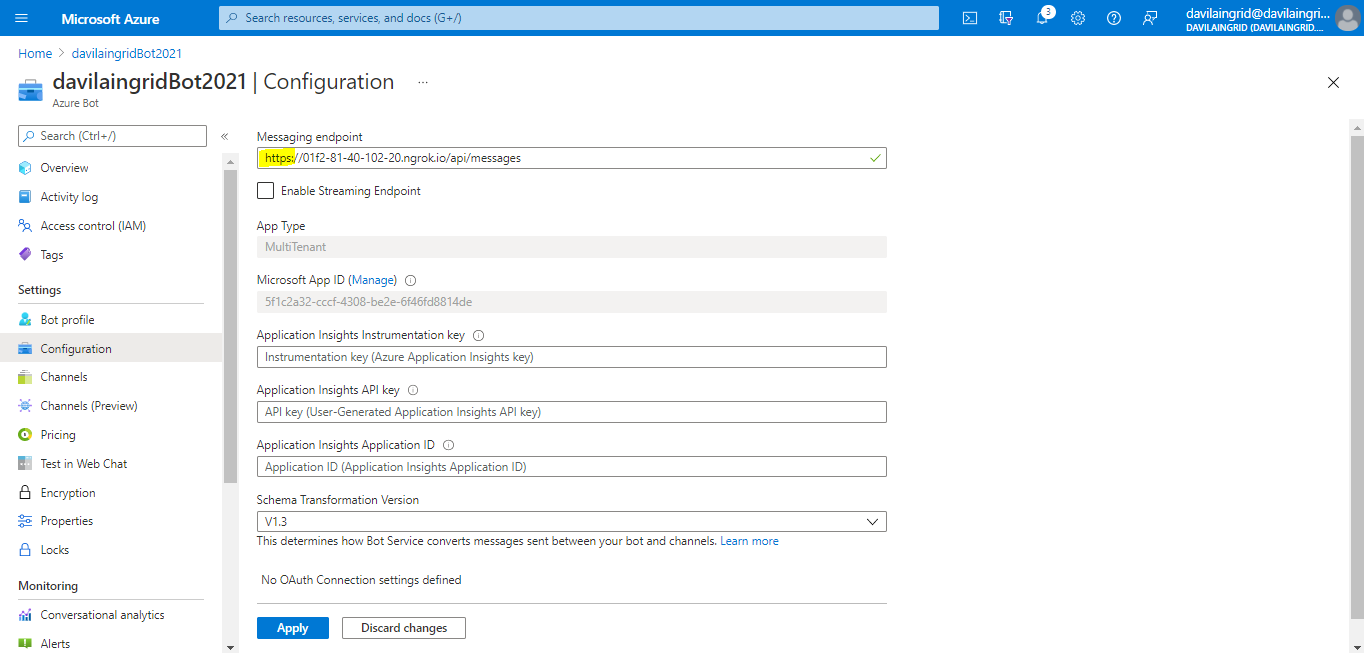 Microsoft Azure
Search resources, services, and docs (G+/)
3
davilaingrid@davilaingri...
DAVILAINGRID (DAVILAINGRID....
Home > davilaingridBot2021
davilaingridBot2021 | Configuration ...
Azure Bot
Search (Ctrl+/)
«
Overview
Activity log
Access control (IAM)
Tags
Settings
Bot profile
Configuration
Channels
Channels (Preview)
Pricing
Test in Web Chat
Encryption
Properties
Locks
Monitoring
Conversational analytics
Alerts
Messaging endpoint
https://01f2-81-40-102-20.ngrok.io/api/messages
Enable Streaming Endpoint
App Type
MultiTenant
Microsoft App ID (Manage)
5f1c2a32-cccf-4308-be2e-6f46fd8814de
Application Insights Instrumentation key
Instrumentation key (Azure Application Insights key)
Application Insights API key
API key (User-Generated Application Insights API key)
Application Insights Application ID
Application ID (Application Insights Application ID)
Schema Transformation Version
V1.3
This determines how Bot Service converts messages sent between your bot and channels. Learn more
No OAuth Connection settings defined
Apply
Discard changes